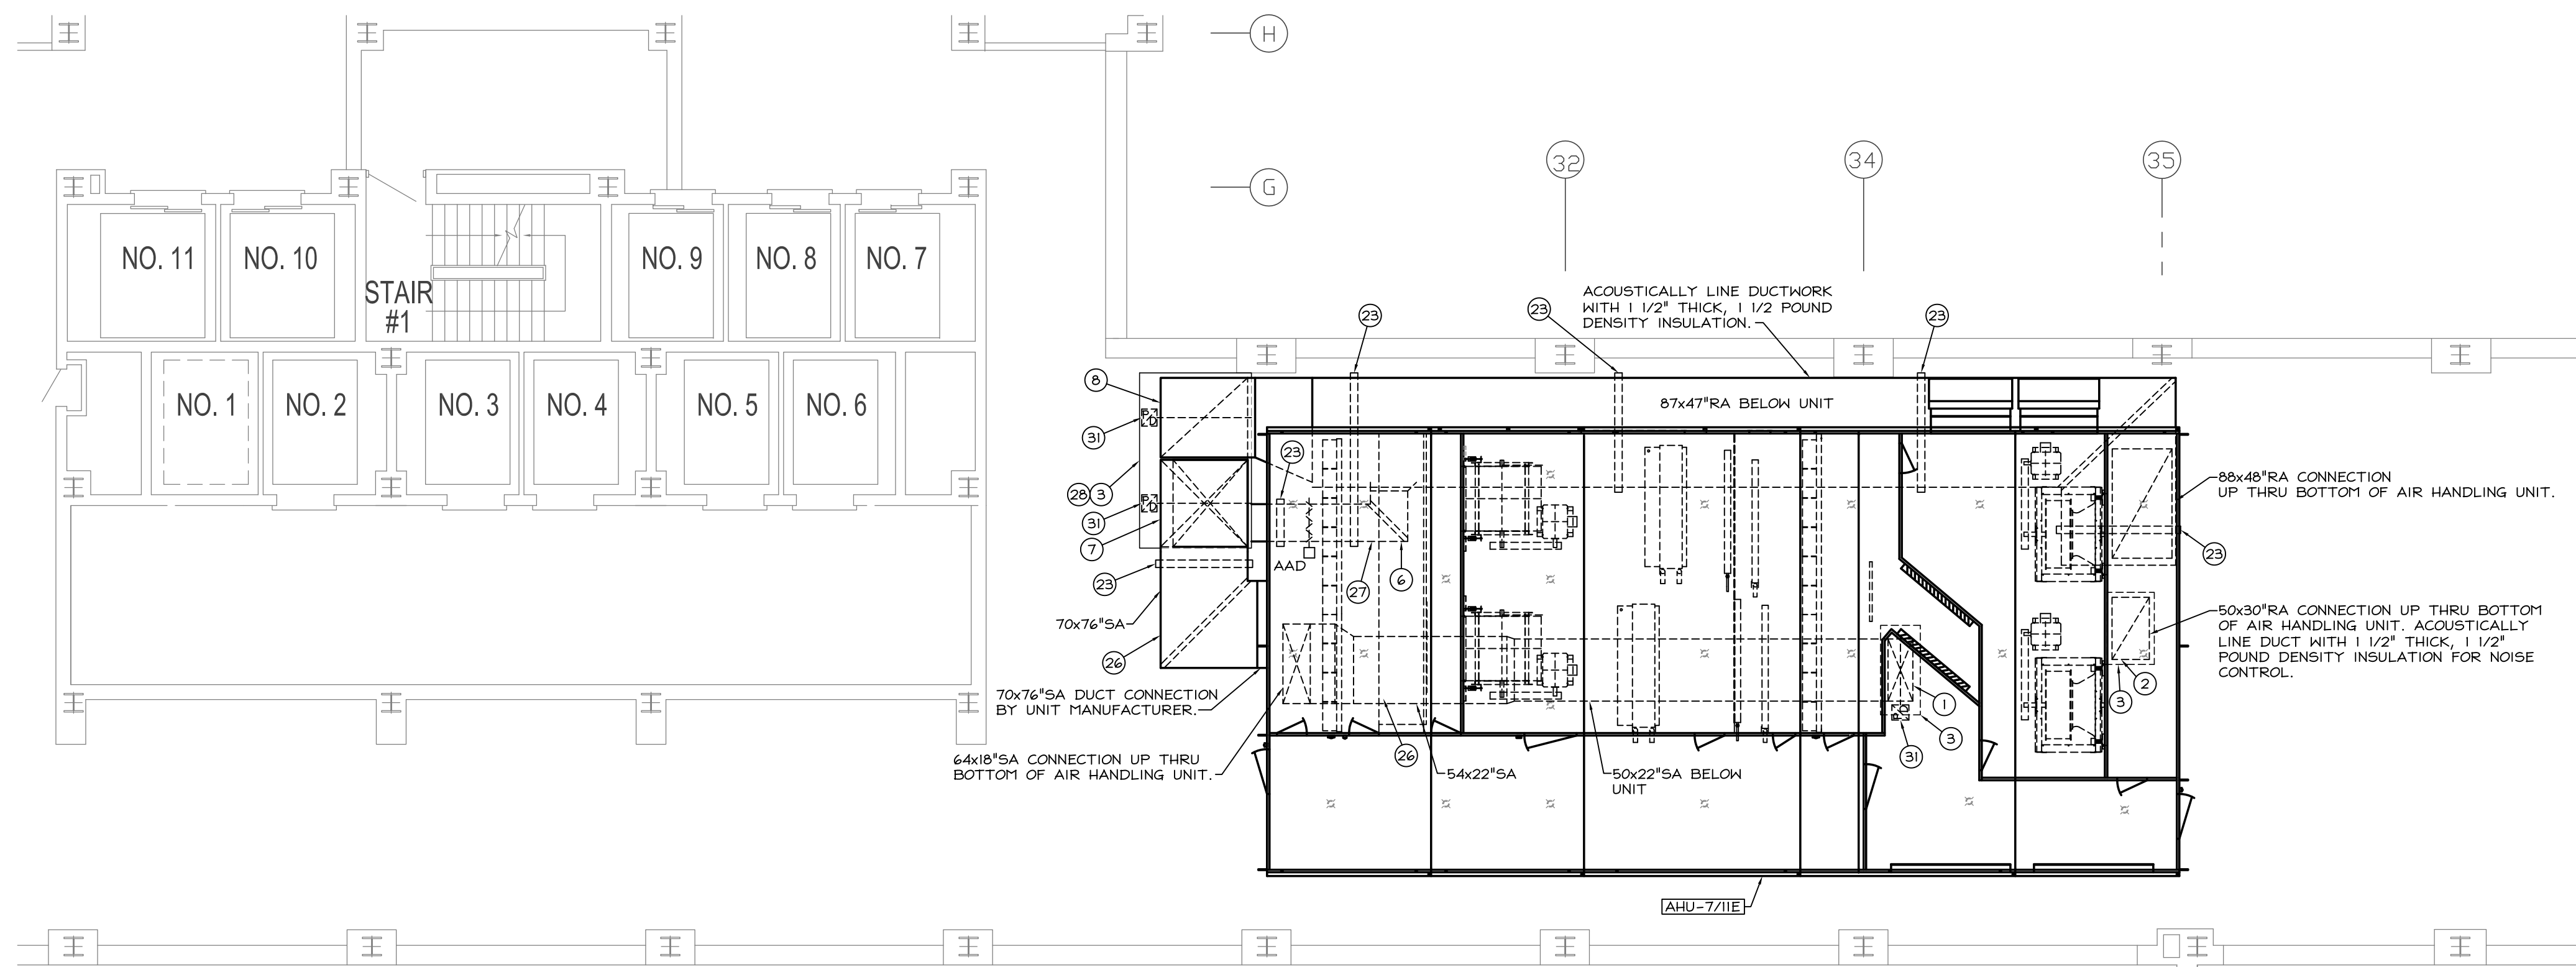 H
G
32
34
35
NO. 11
NO. 10
NO. 9
NO. 8
NO. 7
STAIR
#1
NO. 1
NO. 2
NO. 3
NO. 4
NO. 5
NO. 6
ACOUSTICALLY LINE DUCTWORK
WITH 1 1/2" THICK, 1 1/2 POUND
DENSITY INSULATION.
23
23
23
8
87x47"RA BELOW UNIT
31
23
28
3
31
7
23
AAD
27
6
70x76"SA
26
88x48"RA CONNECTION
UP THRU BOTTOM OF AIR HANDLING UNIT.
23
50x30"RA CONNECTION UP THRU BOTTOM
OF AIR HANDLING UNIT. ACOUSTICALLY
LINE DUCT WITH 1 1/2" THICK, 1 1/2"
POUND DENSITY INSULATION FOR NOISE
CONTROL.
2
3
1
3
31
70x76"SA DUCT CONNECTION
BY UNIT MANUFACTURER.
64x18"SA CONNECTION UP THRU
BOTTOM OF AIR HANDLING UNIT.
26
54x22"SA
50x22"SA BELOW
UNIT
AHU-7/11E